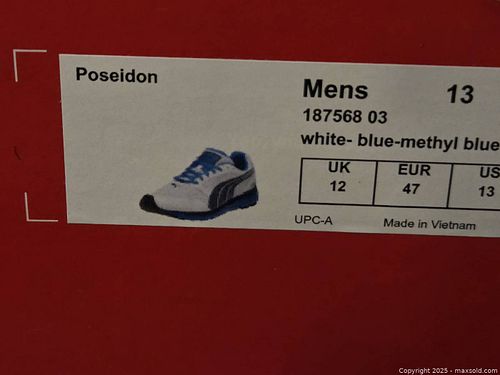 Poseidon
Mens 13
187568 03
white- blue-methyl blue
UK EUR US
12 47 13
UPC-A Made in Vietnam
Copyright © 2025 - maxsold.com